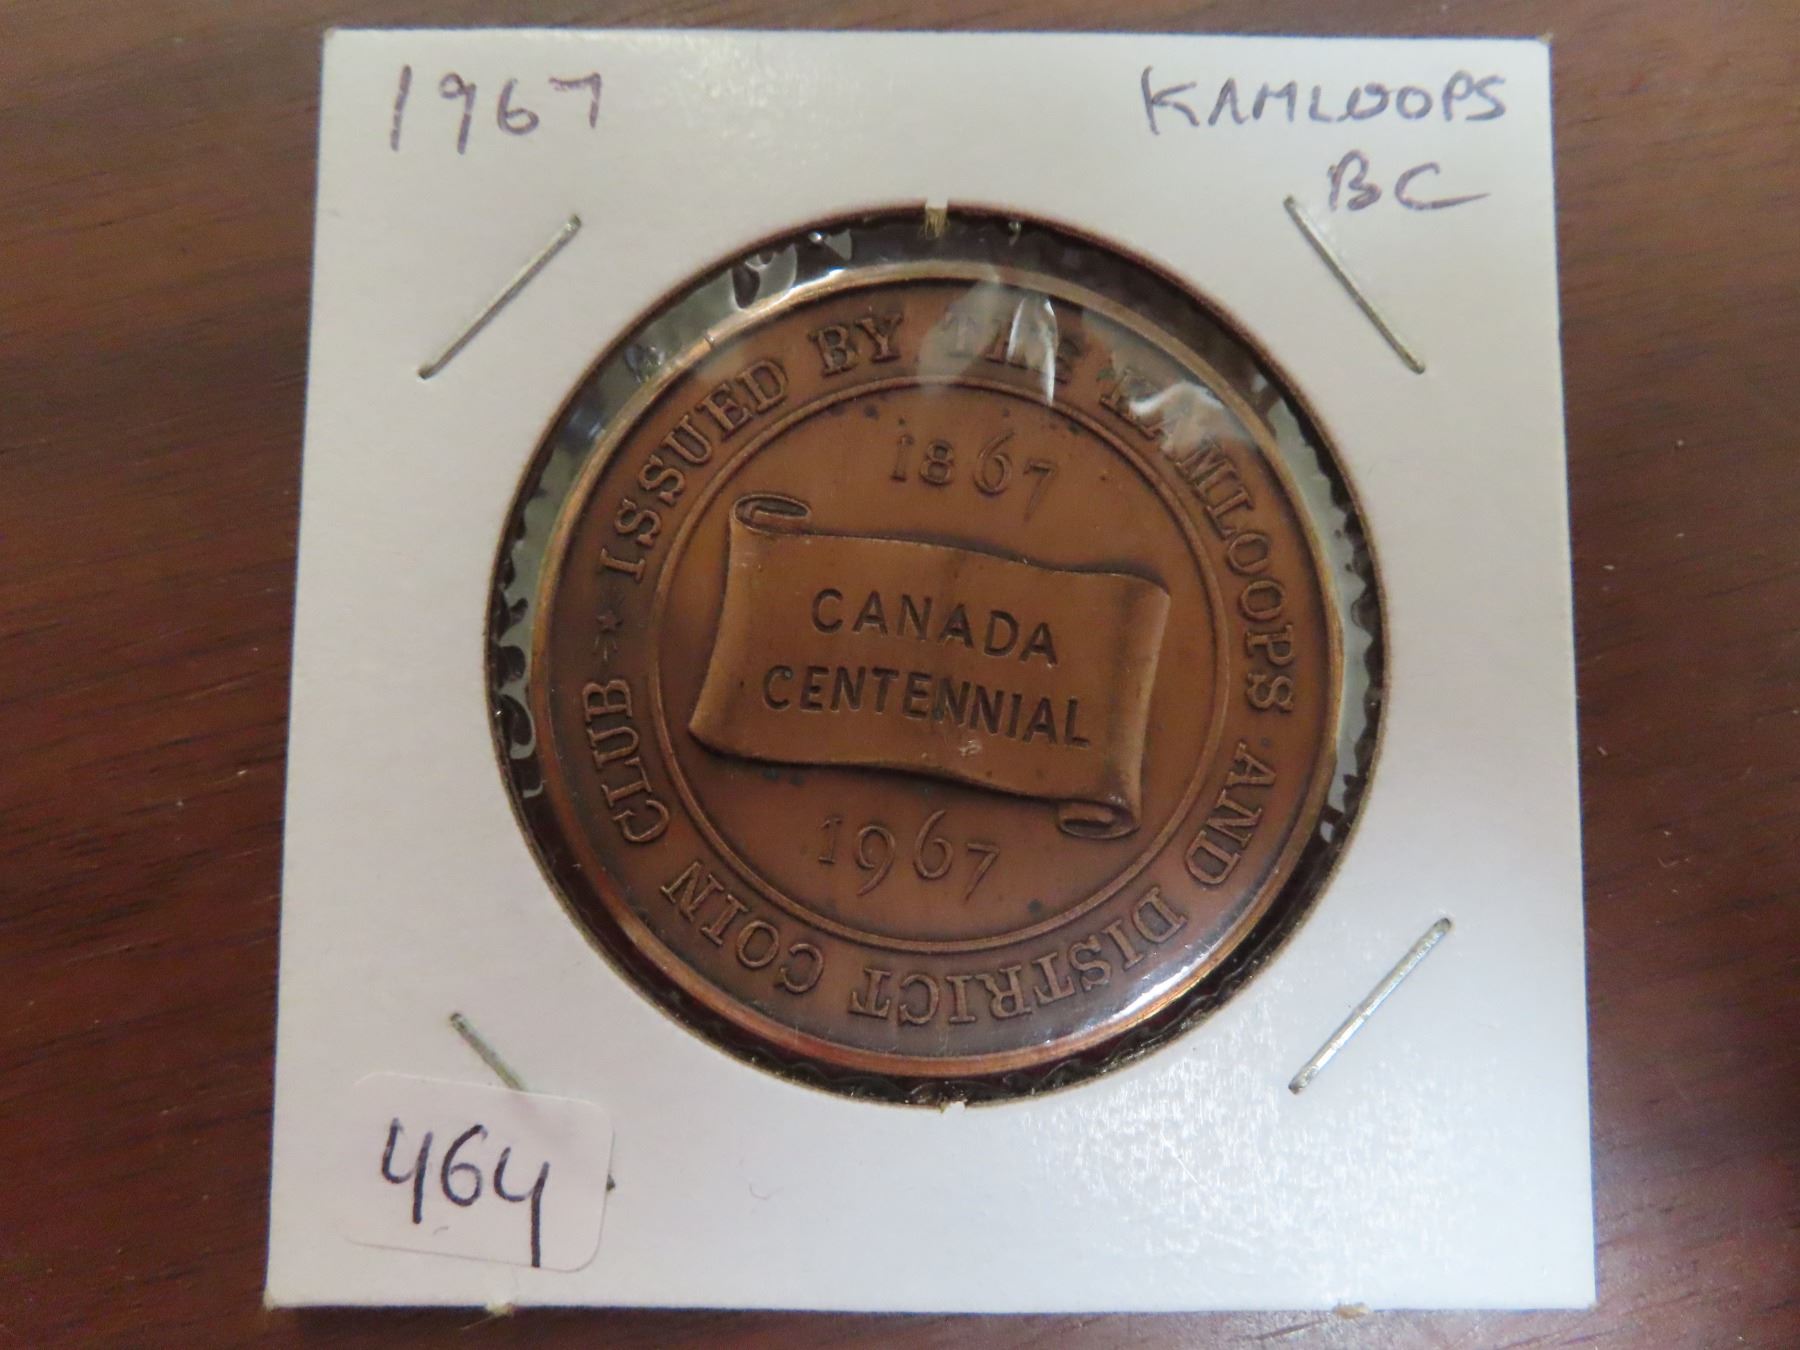 1967
KAMLOOPS
BC
ISSUED BY THE KAMLOOPS AND DISTRICT COIN CLUB
1867
CANADA
CENTENNIAL
1967
464